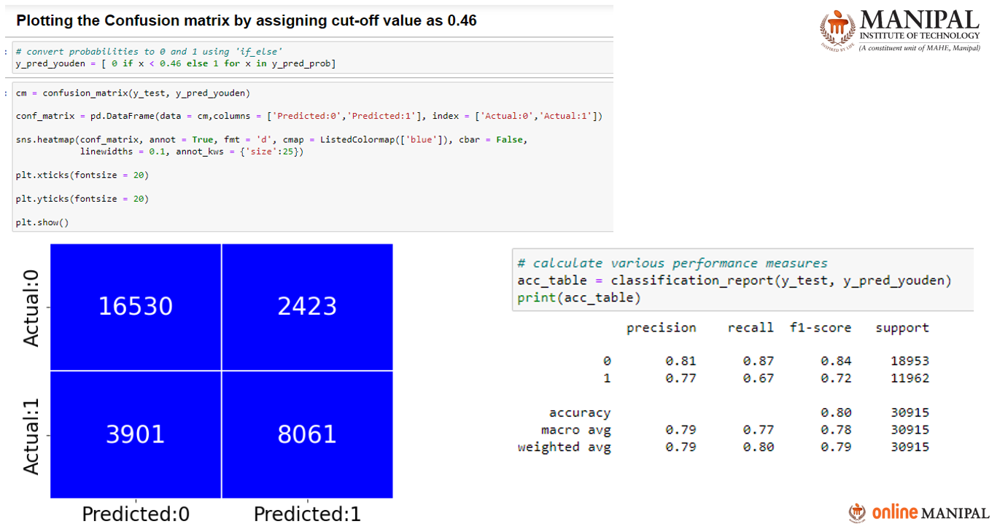 Plotting the Confusion matrix by assigning cut-off value as 0.46
MANIPAL
INSTITUTE OF TECHNOLOGY
(A constituent unit of MAHE, Manipal)
INSPIRED BY LIFE
# convert probabilities to 0 and 1 using 'if_else'
y_pred_youden = [ 0 if x < 0.46 else 1 for x in y_pred_prob]
cm = confusion_matrix(y_test, y_pred_youden)
conf_matrix = pd.DataFrame(data = cm,columns = ['Predicted:0','Predicted:1'], index = ['Actual:0','Actual:1'])
sns.heatmap(conf_matrix, annot = True, fmt = 'd', cmap = ListedColormap(['blue']), cbar = False,
linewidths = 0.1, annot_kws = {'size':25})
plt.xticks(fontsize = 20)
plt.yticks(fontsize = 20)
plt.show()
Actual:0
16530 2423
Actual:1
3901 8061
Predicted:0 Predicted:1
# calculate various performance measures
acc_table = classification_report(y_test, y_pred_youden)
print(acc_table)
precision recall f1-score support
0 0.81 0.87 0.84 18953
1 0.77 0.67 0.72 11962
accuracy 0.80 30915
macro avg 0.79 0.77 0.78 30915
weighted avg 0.79 0.80 0.79 30915
online MANIPAL